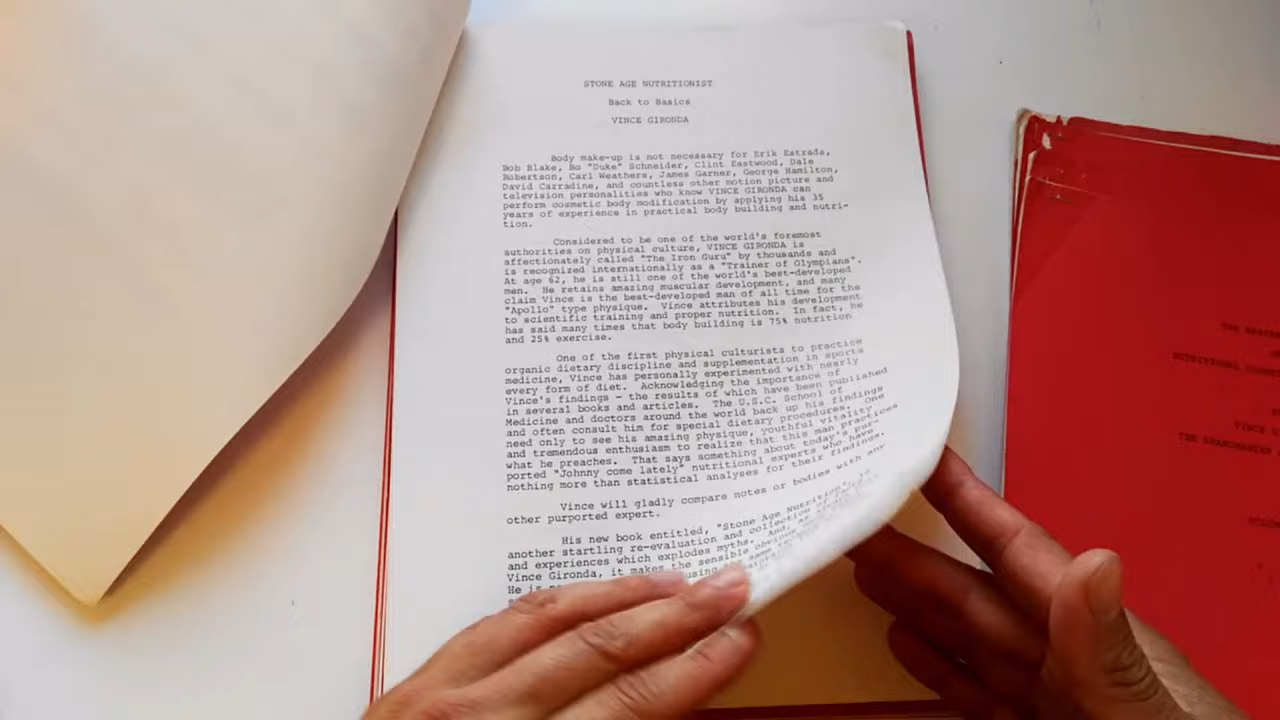 STONE AGE NUTRITIONIST
Back to Basics
VINCE GIRONDA
Body make-up is not necessary for Erik Estrada,
Bob Blake, Bo "Duke" Schneider, Clint Eastwood, Dale
Robertson, Carl Weathers, James Garner, George Hamilton,
David Carradine, and countless other motion picture and
television personalities who know VINCE GIRONDA can
perform cosmetic body modification by applying his 35
years of experience in practical body building and nutri-
tion.
Considered to be one of the world's foremost
authorities on physical culture, VINCE GIRONDA is
affectionately called "The Iron Guru" by thousands and
is recognized internationally as a "Trainer of Olympians".
At age 62, he is still one of the world's best-developed
men. He retains amazing muscular development, and many
claim Vince is the best-developed man of all time for the
"Apollo" type physique. Vince attributes his development
to scientific training and proper nutrition. In fact, he
has said many times that body building is 75% nutrition
and 25% exercise.
One of the first physical culturists to practice
organic dietary discipline and supplementation in sports
medicine, Vince has personally experimented with nearly
every form of diet. Acknowledging the importance of
Vince's findings - the results of which have been published
in several books and articles. The U.S.C. School of
Medicine and doctors around the world back up his findings
and often consult him for special dietary procedures. One
need only to see his amazing physique, youthful vitality
and tremendous enthusiasm to realize that this man practices
what he preaches. That says something about today's pur-
ported "Johnny come lately" nutritional experts who have
nothing more than statistical analyses for their findings.
Vince will gladly compare notes or bodies with any
other purported expert.
His new book entitled, "Stone Age Nutrition", is
another startling re-evaluation and collection of
and experiences which explodes myths. And, as
Vince Gironda, it makes the sensible obvious
He is
VINCE